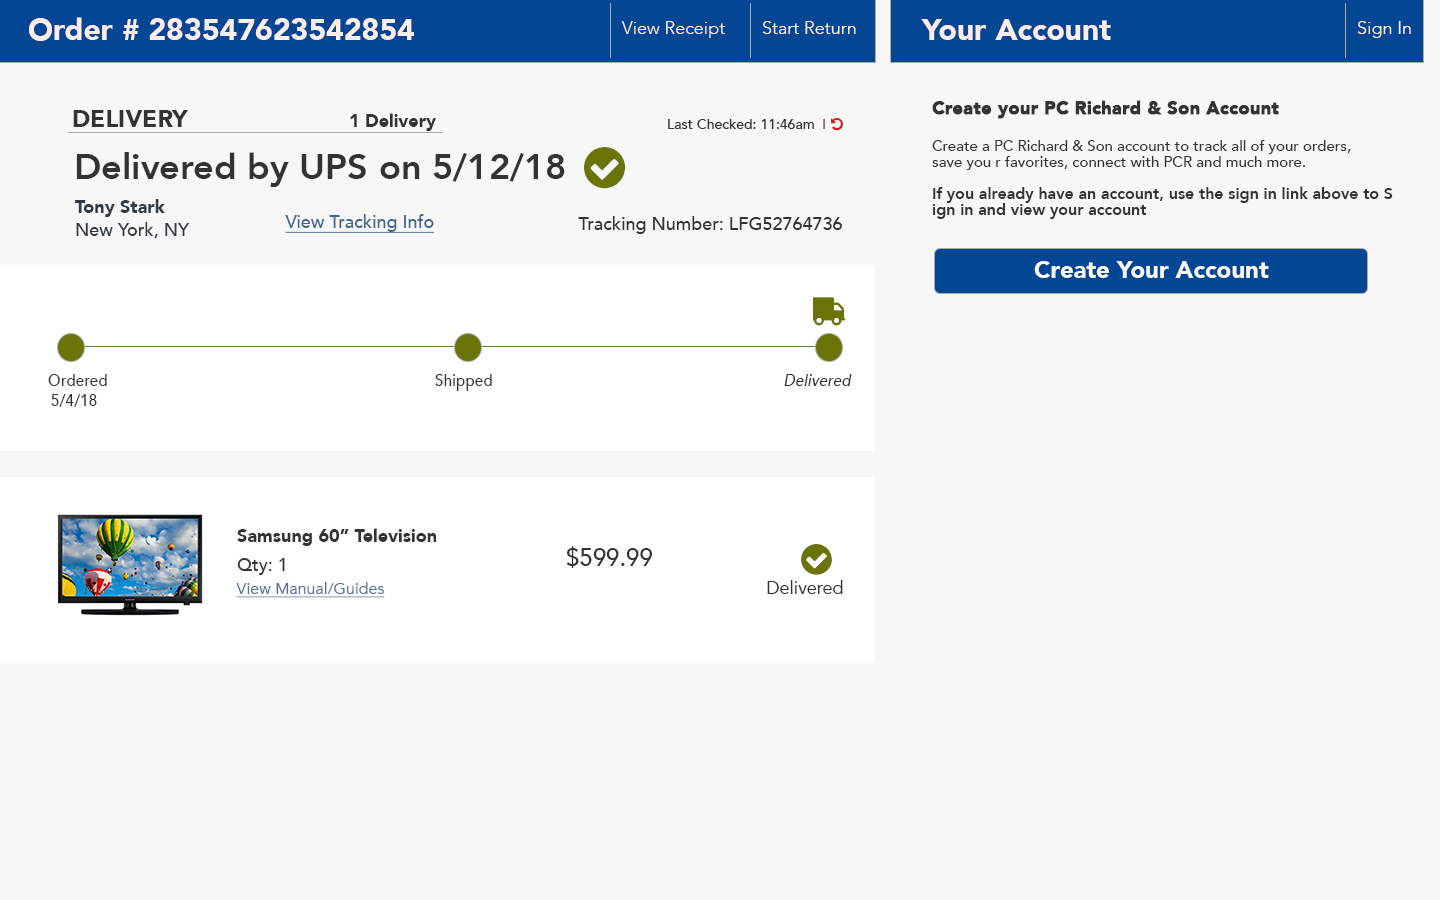 Order # 283547623542854
View Receipt
Start Return
Your Account
Sign In
DELIVERY
1 Delivery
Last Checked: 11:46am |
Delivered by UPS on 5/12/18
Tony Stark
New York, NY
View Tracking Info
Tracking Number: LFG52764736
Ordered
5/4/18
Shipped
Delivered
Samsung 60” Television
Qty: 1
View Manual/Guides
$599.99
Delivered
Create your PC Richard & Son Account
Create a PC Richard & Son account to track all of your orders,
save you r favorites, connect with PCR and much more.
If you already have an account, use the sign in link above to S
ign in and view your account
Create Your Account